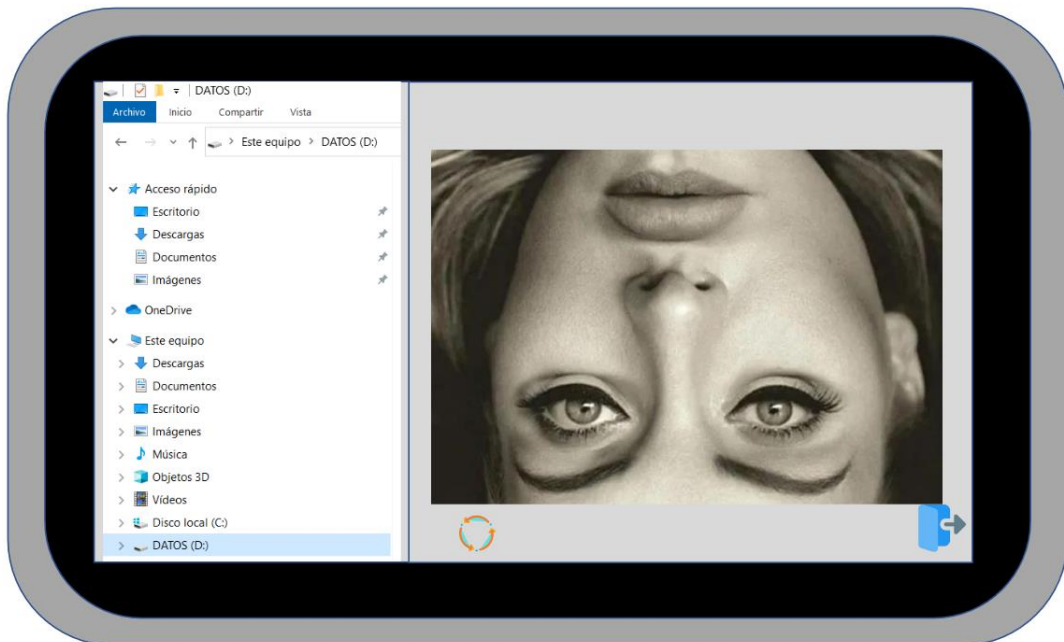 DATOS (D:)
Archivo Inicio Compartir Vista
Este equipo > DATOS (D:)
Acceso rápido
Escritorio
Descargas
Documentos
Imágenes
OneDrive
Este equipo
Descargas
Documentos
Escritorio
Imágenes
Música
Objetos 3D
Vídeos
Disco local (C:)
DATOS (D:)